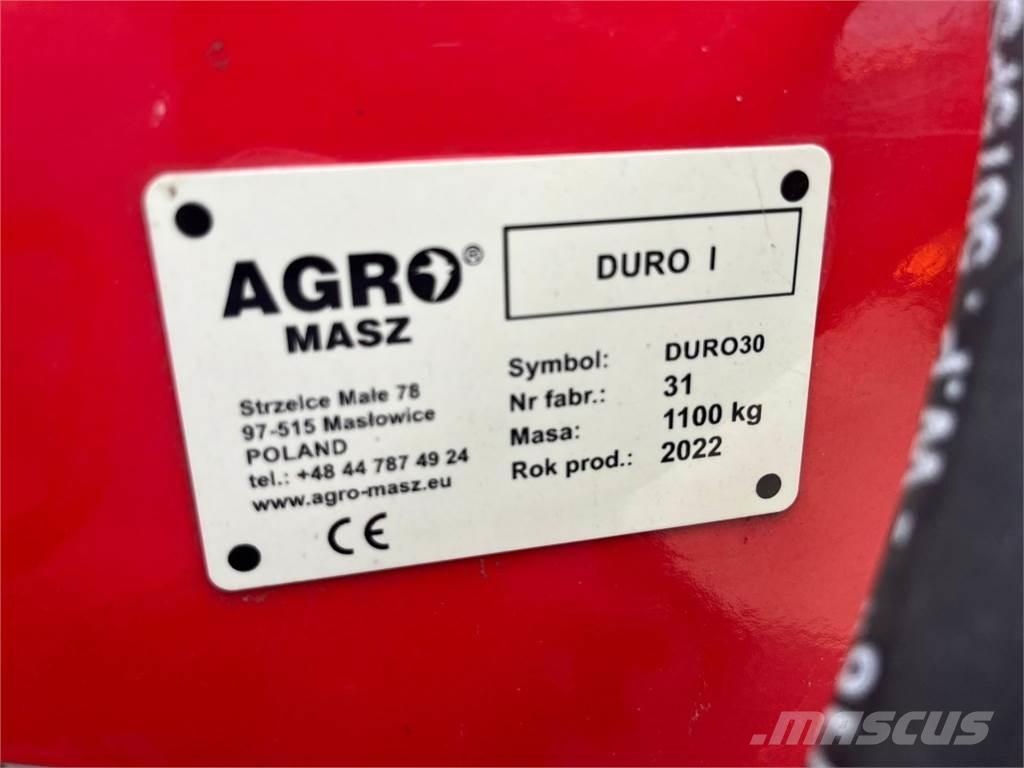 AGRO®
MASZ
Strzelce Małe 78
97-515 Masłowice
POLAND
tel.: +48 44 787 49 24
www.agro-masz.eu
CE
DURO I
Symbol: DURO30
Nr fabr.: 31
Masa: 1100 kg
Rok prod.: 2022
MASCUS